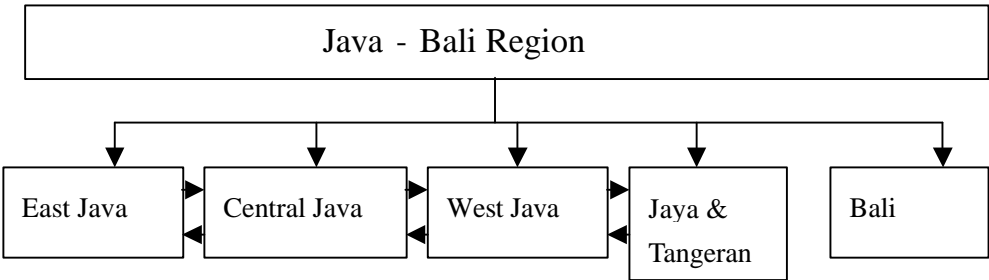 Java - Bali Region
East Java
Central Java
West Java
Jaya &
Tangeran
Bali